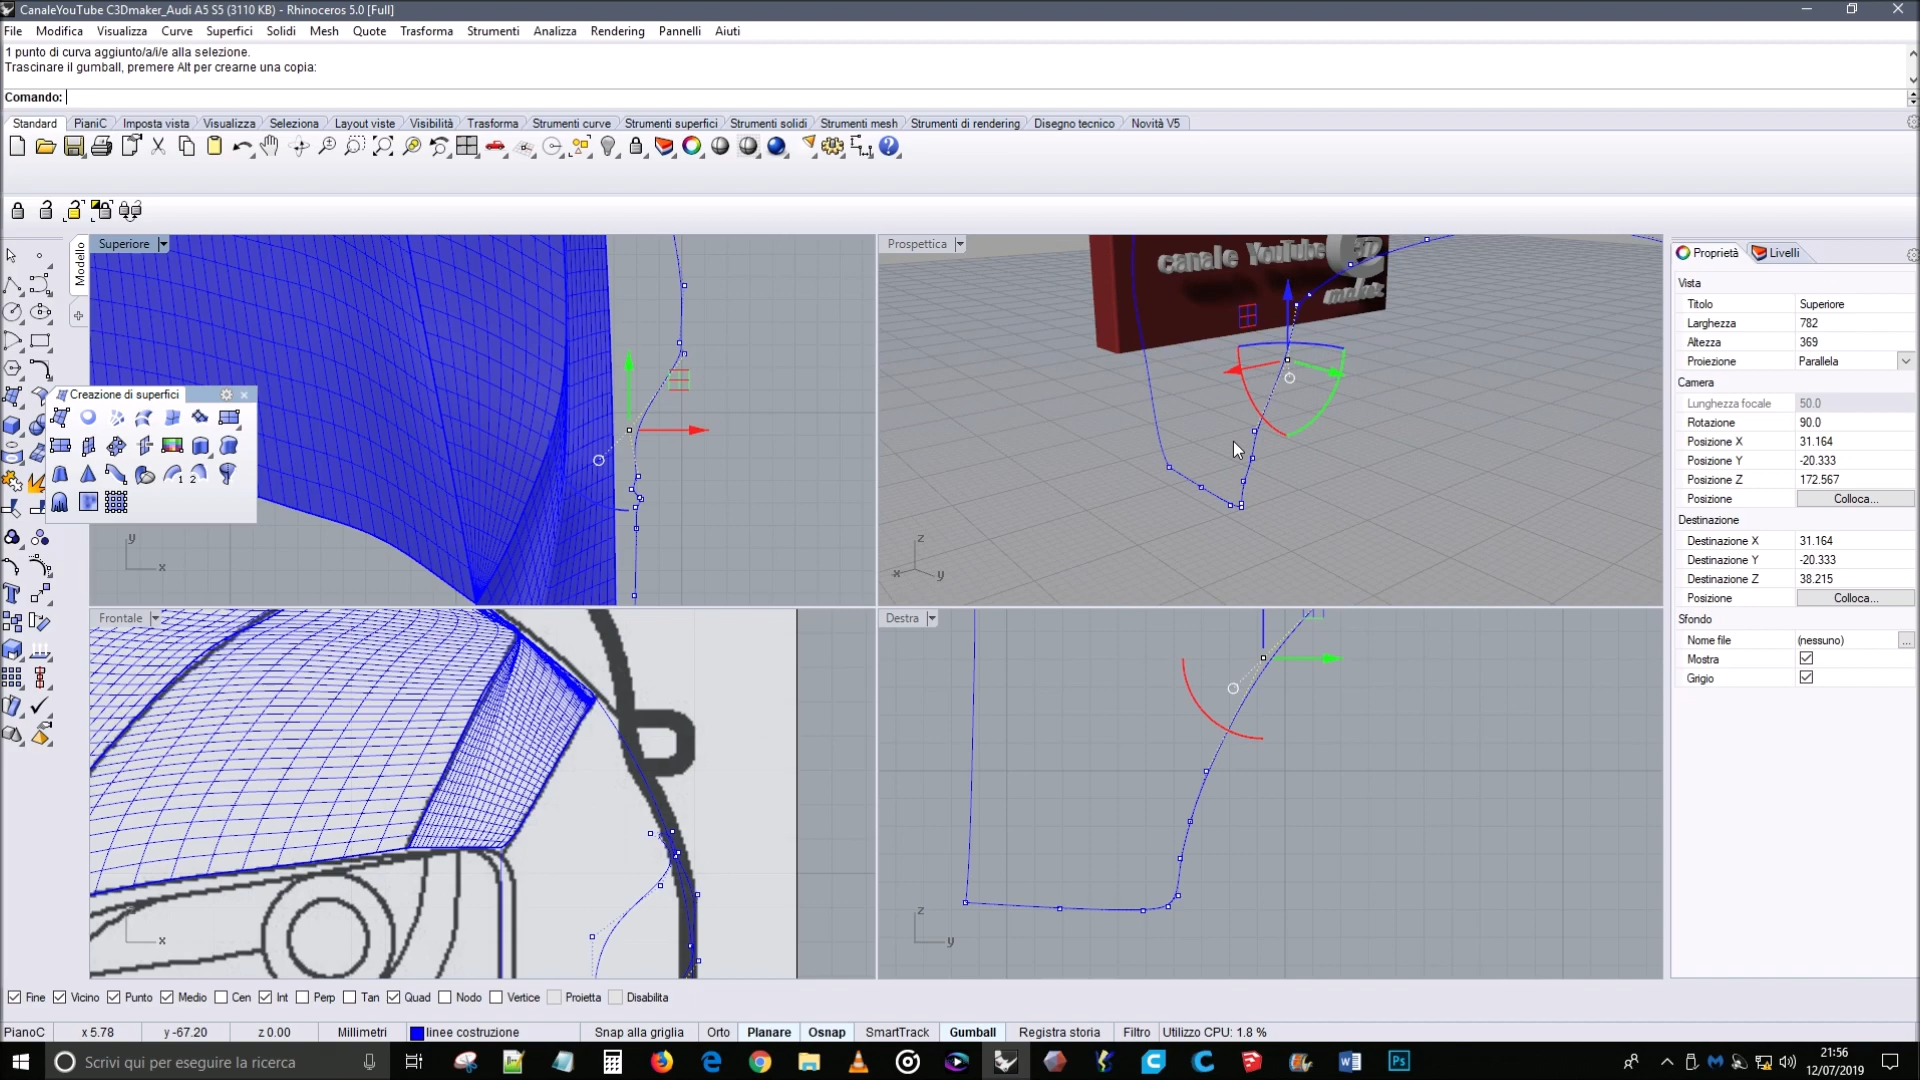 CanaleYouTube C3Dmaker_Audi A5 S5 (3110 KB) - Rhinoceros 5.0 [Full]
File Modifica Visualizza Curve Superfici Solidi Mesh Quote Trasforma Strumenti Analizza Rendering Pannelli Aiuti
1 punto di curva aggiunto/a/i/e alla selezione.
Trascinare il gumball, premere Alt per crearne una copia:
Comando:
Standard PianiC Imposta vista Visualizza Seleziona Layout viste Visibilità Trasforma Strumenti curve Strumenti superfici Strumenti solidi Strumenti mesh Strumenti di rendering Disegno tecnico Novità V5
Modello
Superiore
Prospettica
canale YouTube C3D
maker
Proprietà Livelli
Vista
Titolo Superiore
Larghezza 782
Altezza 369
Proiezione Parallela
Camera
Lunghezza focale 50.0
Rotazione 90.0
Posizione X 31.164
Posizione Y -20.333
Posizione Z 172.567
Posizione Colloca...
Destinazione
Destinazione X 31.164
Destinazione Y -20.333
Destinazione Z 38.215
Posizione Colloca...
Sfondo
Nome file (nessuno) ...
Mostra
Grigio
Creazione di superfici
1 2
y
x
z
x y
Frontale
Destra
x
z
y
Fine Vicino Punto Medio Cen Int Perp Tan Quad Nodo Vertice Proietta Disabilita
PianoC x 5.78 y -67.20 z 0.00 Millimetri linee costruzione Snap alla griglia Orto Planare Osnap SmartTrack Gumball Registra storia Filtro Utilizzo CPU: 1.8 %
Scrivi qui per eseguire la ricerca
21:56
12/07/2019